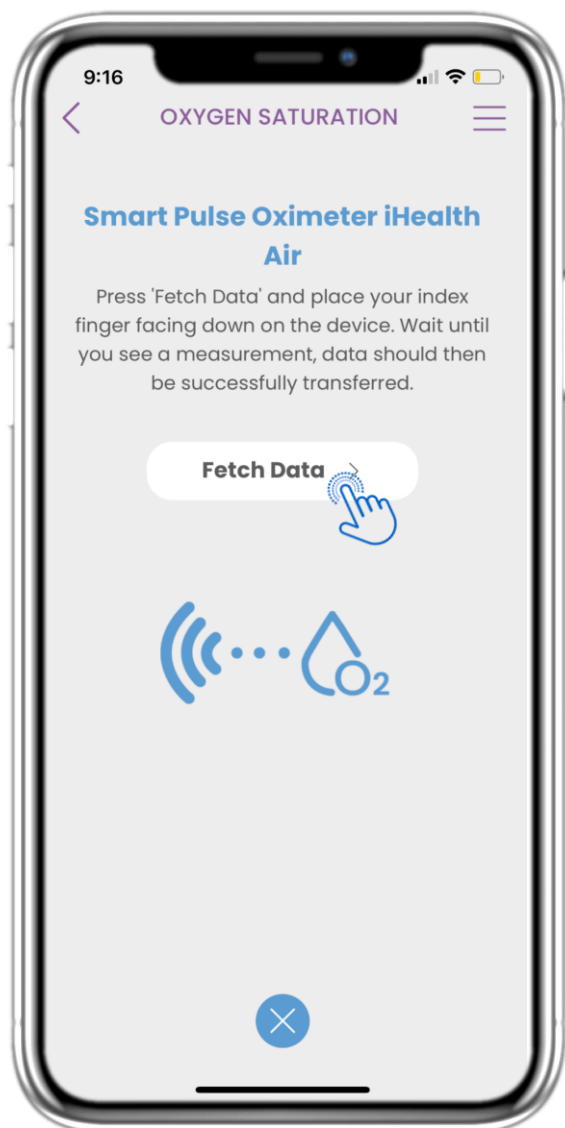 9:16
OXYGEN SATURATION
Smart Pulse Oximeter iHealth
Air
Press 'Fetch Data' and place your index
finger facing down on the device. Wait until
you see a measurement, data should then
be successfully transferred.
Fetch Data
O2